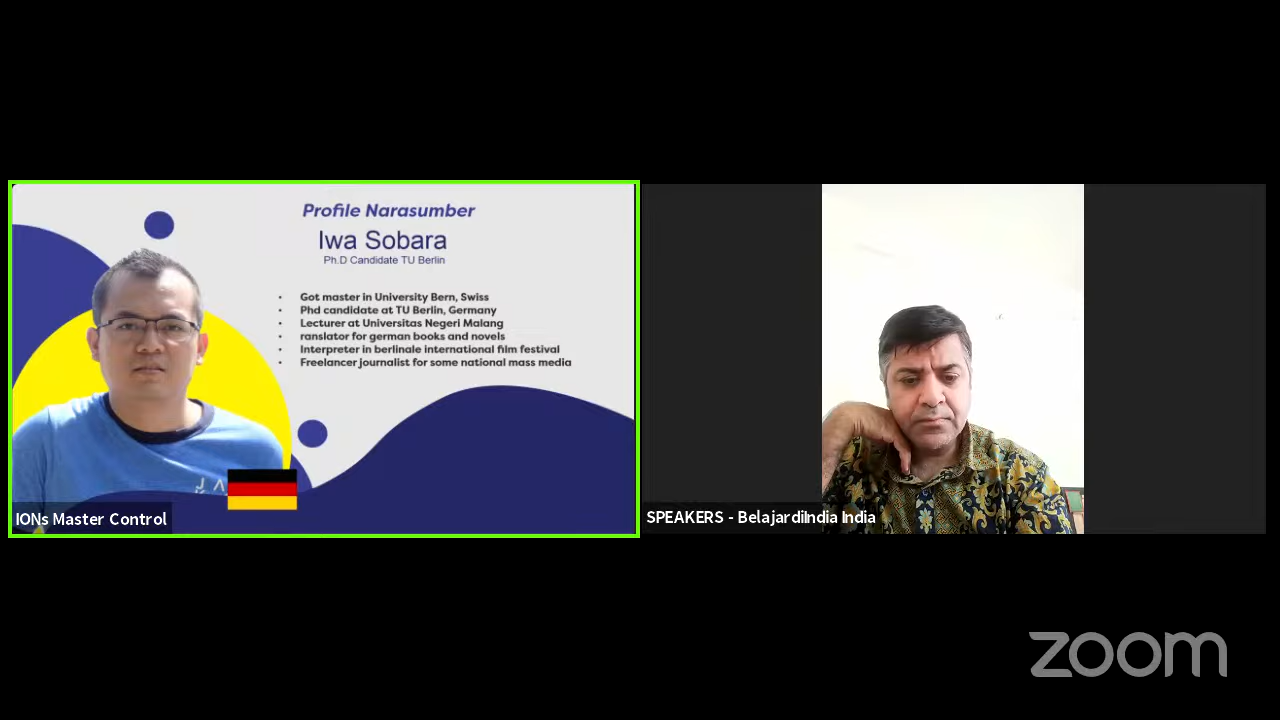 Profile Narasumber
Iwa Sobara
Ph.D Candidate TU Berlin
• Got master in University Bern, Swiss
• Phd candidate at TU Berlin, Germany
• Lecturer at Universitas Negeri Malang
• ranslator for german books and novels
• Interpreter in berlinale international film festival
• Freelancer journalist for some national mass media
J A
IONs Master Control
SPEAKERS - BelajardiIndia India
zoom